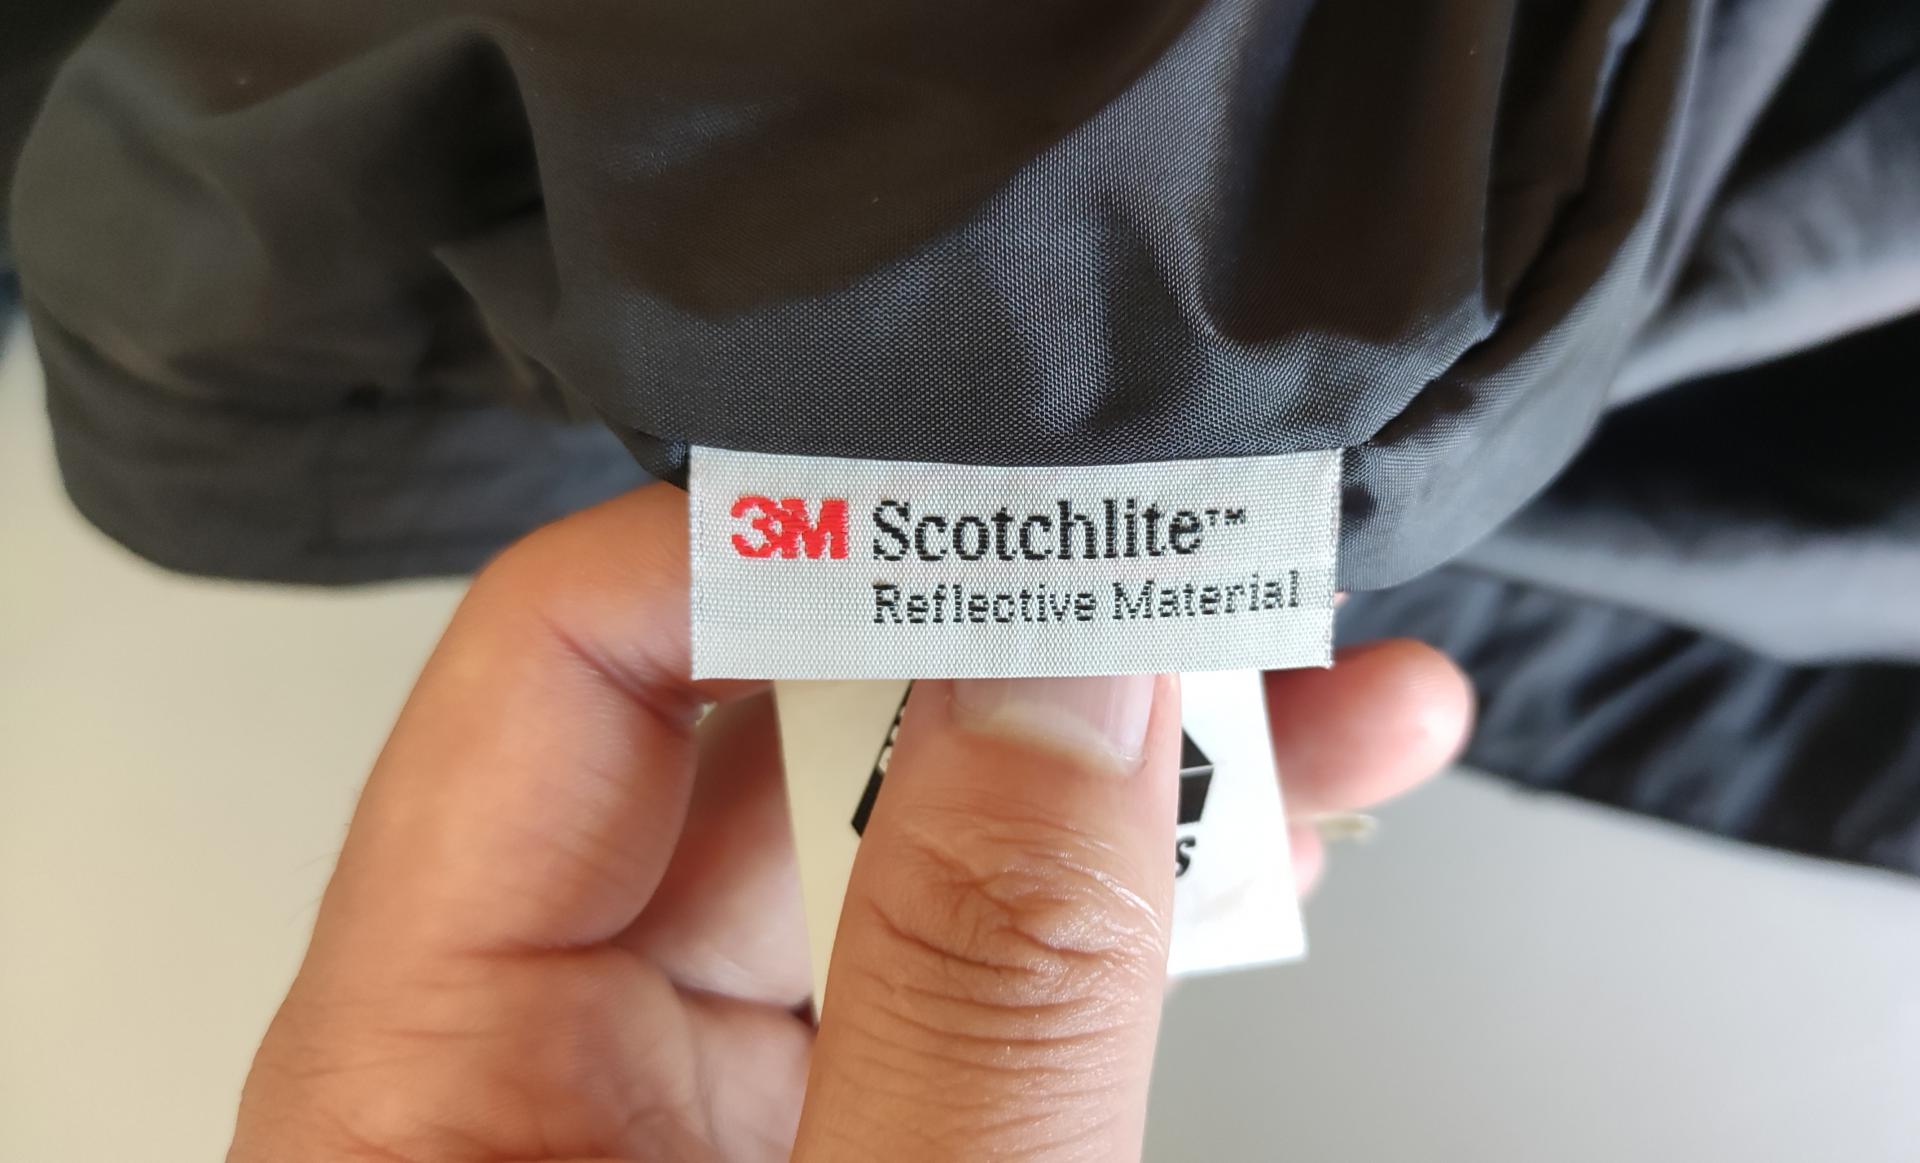 3M Scotchlite™
Reflective Material